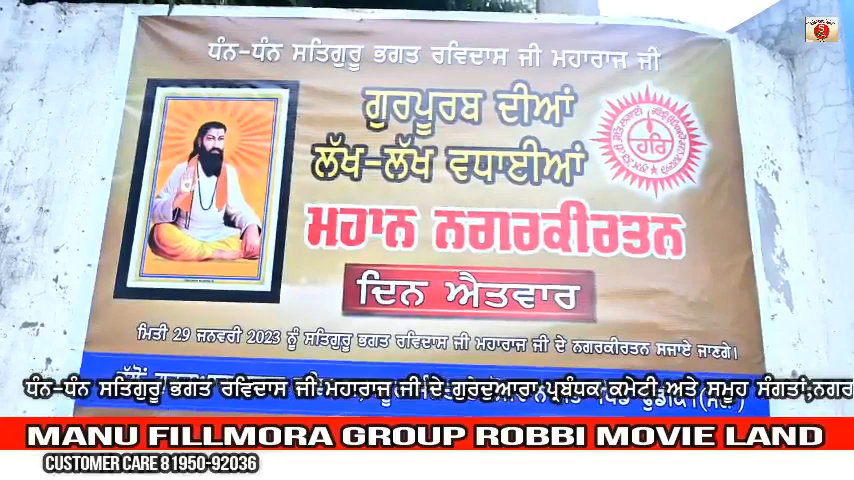 ਧੰਨ-ਧੰਨ ਸਤਿਗੁਰੂ ਭਗਤ ਰਵਿਦਾਸ ਜੀ ਮਹਾਰਾਜ ਜੀ
ਗੁਰਪੂਰਬ ਦੀਆਂ
ਲੱਖ-ਲੱਖ ਵਧਾਈਆਂ
ਹਰਿ
ਮਹਾਨ ਨਗਰਕੀਰਤਨ
ਦਿਨ ਐਤਵਾਰ
ਮਿਤੀ 29 ਜਨਵਰੀ 2023 ਨੂੰ ਸਤਿਗੁਰੂ ਭਗਤ ਰਵਿਦਾਸ ਜੀ ਮਹਾਰਾਜ ਜੀ ਦੇ ਨਗਰਕੀਰਤਨ ਸਜਾਏ ਜਾਣਗੇ।
ਧੰਨ-ਧੰਨ ਸਤਿਗੁਰੂ ਭਗਤ ਰਵਿਦਾਸ ਜੀ ਮਹਾਰਾਜ ਜੀ ਦੇ ਗੁਰਦੁਆਰਾ ਪ੍ਰਬੰਧਕ ਕਮੇਟੀ ਅਤੇ ਸਮੂਹ ਸੰਗਤਾਂ,ਨਗਰ
MANU FILLMORA GROUP ROBBI MOVIE LAND
CUSTOMER CARE 81950-92036